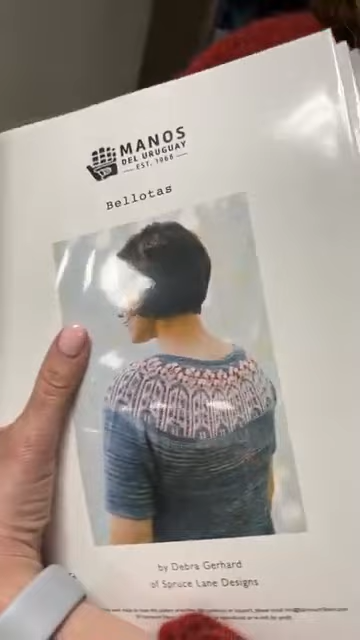 MANOS
DEL URUGUAY
EST. 1968
Bellotas
by Debra Gerhard
of Spruce Lane Designs